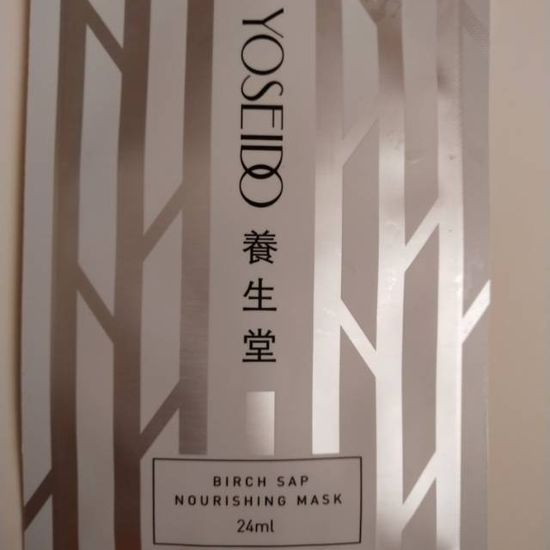 YOSEIDO
養生堂
BIRCH SAP
NOURISHING MASK
24ml